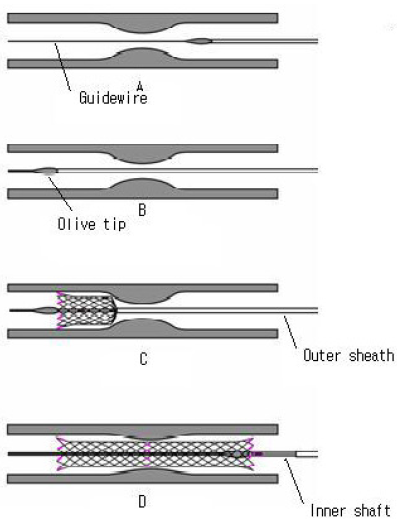 Guidewire
A
B
Olive tip
C
Outer sheath
D
Inner shaft